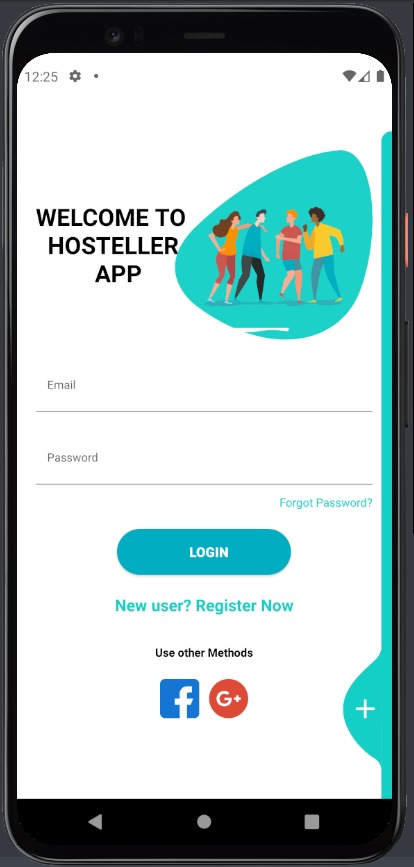 12:25
WELCOME TO
HOSTELLER
APP
Email
Password
Forgot Password?
LOGIN
New user? Register Now
Use other Methods
f G+
+